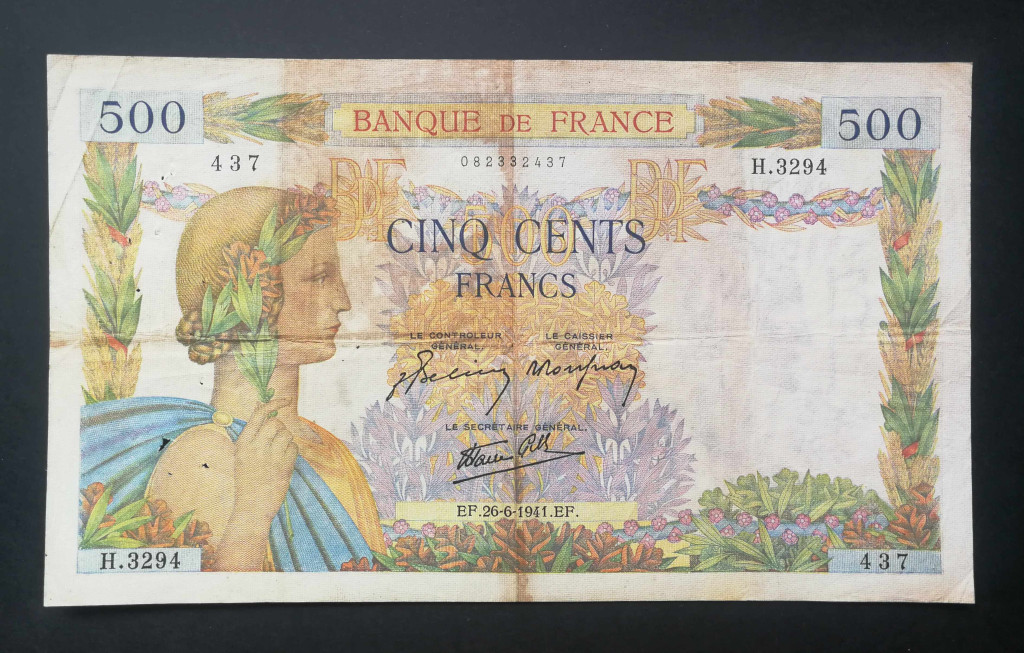 500 BANQUE DE FRANCE 500
437 082332437 H.3294
CINQ CENTS
FRANCS
LE CONTROLEUR GÉNÉRAL. LE CAISSIER GÉNÉRAL.
LE SECRÉTAIRE GÉNÉRAL.
EF.26-6-1941.EF.
H.3294 437